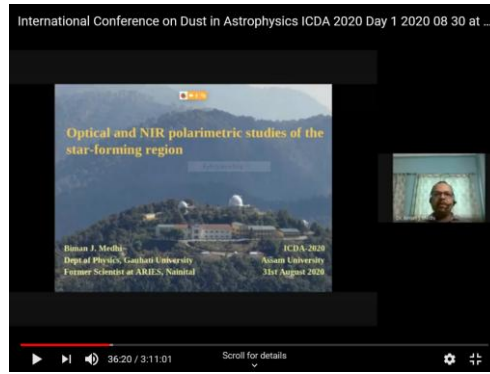 International Conference on Dust in Astrophysics ICDA 2020 Day 1 2020 08 30 at ...
Optical and NIR polarimetric studies of the
star-forming region
Biman J. Medhi
Dept of Physics, Gauhati University
Former Scientist at ARIES, Nainital
ICDA-2020
Assam University
31st August 2020
36:20 / 3:11:01
Scroll for details